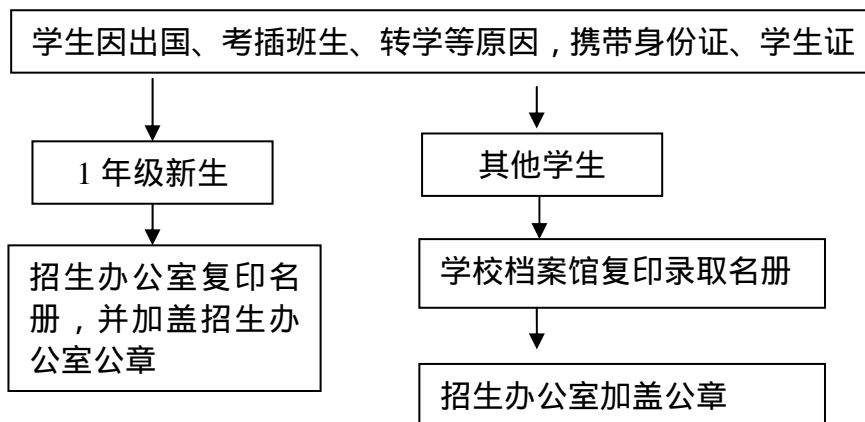 学生因出国、考插班生、转学等原因，携带身份证、学生证
1 年级新生
其他学生
招生办公室复印名
册，并加盖招生办
公室公章
学校档案馆复印录取名册
招生办公室加盖公章